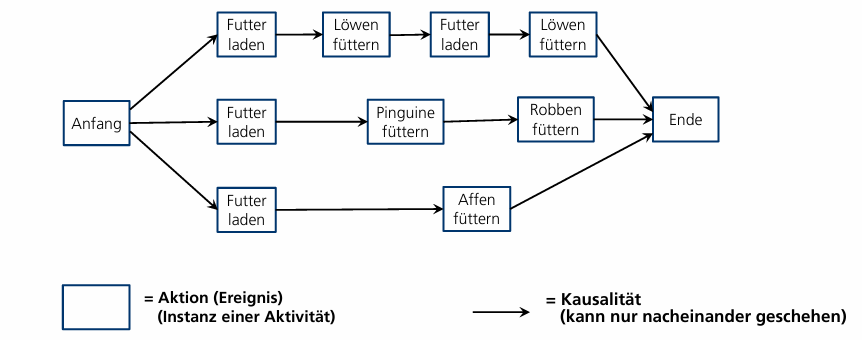 Futter
laden
Löwen
füttern
Futter
laden
Löwen
füttern
Anfang
Futter
laden
Pinguine
füttern
Robben
füttern
Ende
Futter
laden
Affen
füttern
= Aktion (Ereignis)
(Instanz einer Aktivität)
= Kausalität
(kann nur nacheinander geschehen)